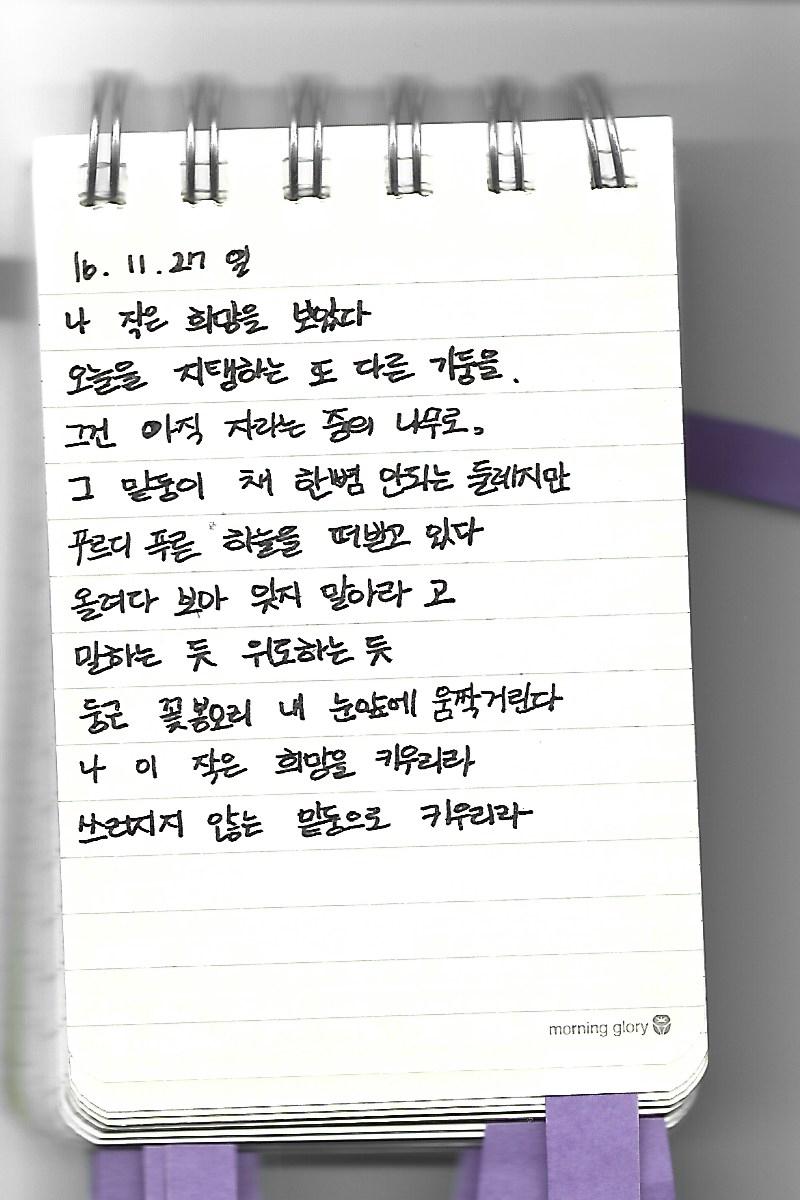 16. 11. 27 일
나 작은 희망을 보았다
오늘을 지탱하는 또 다른 기둥을.
그건 아직 자라는 중의 나무로.
그 밑둥이 채 한뼘 안되는 둘레지만
푸르디 푸른 하늘을 떠받고 있다
올려다 보아 잊지 말아라 고
말하는 듯 위도하는 듯
둥근 꽃봉오리 내 눈앞에 움짝거린다
나 이 작은 희망을 키우리라
쓰러지지 않는 밑둥으로 키우리라
morning glory